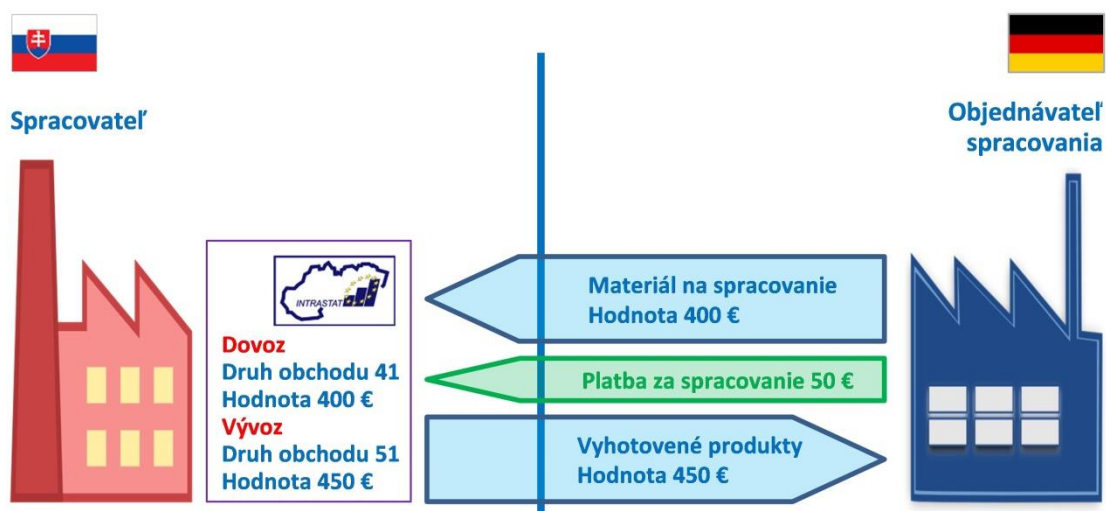 Spracovateľ
Objednávateľ
spracovania
INTRASTAT
Dovoz
Druh obchodu 41
Hodnota 400 €
Vývoz
Druh obchodu 51
Hodnota 450 €
Materiál na spracovanie
Hodnota 400 €
Platba za spracovanie 50 €
Vyhotovené produkty
Hodnota 450 €